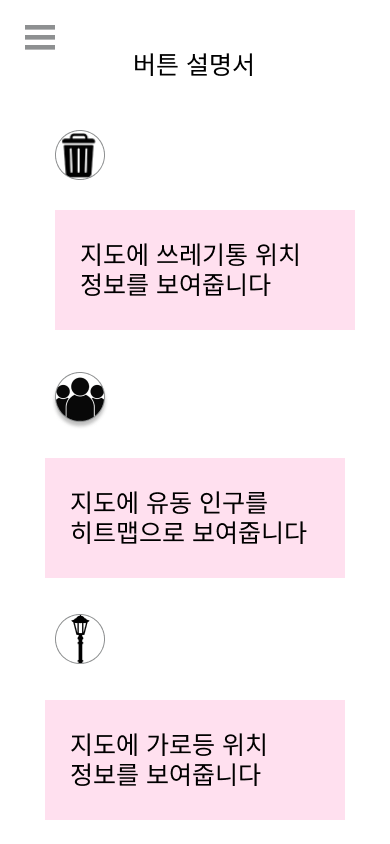 버튼 설명서
지도에 쓰레기통 위치
정보를 보여줍니다
지도에 유동 인구를
히트맵으로 보여줍니다
지도에 가로등 위치
정보를 보여줍니다